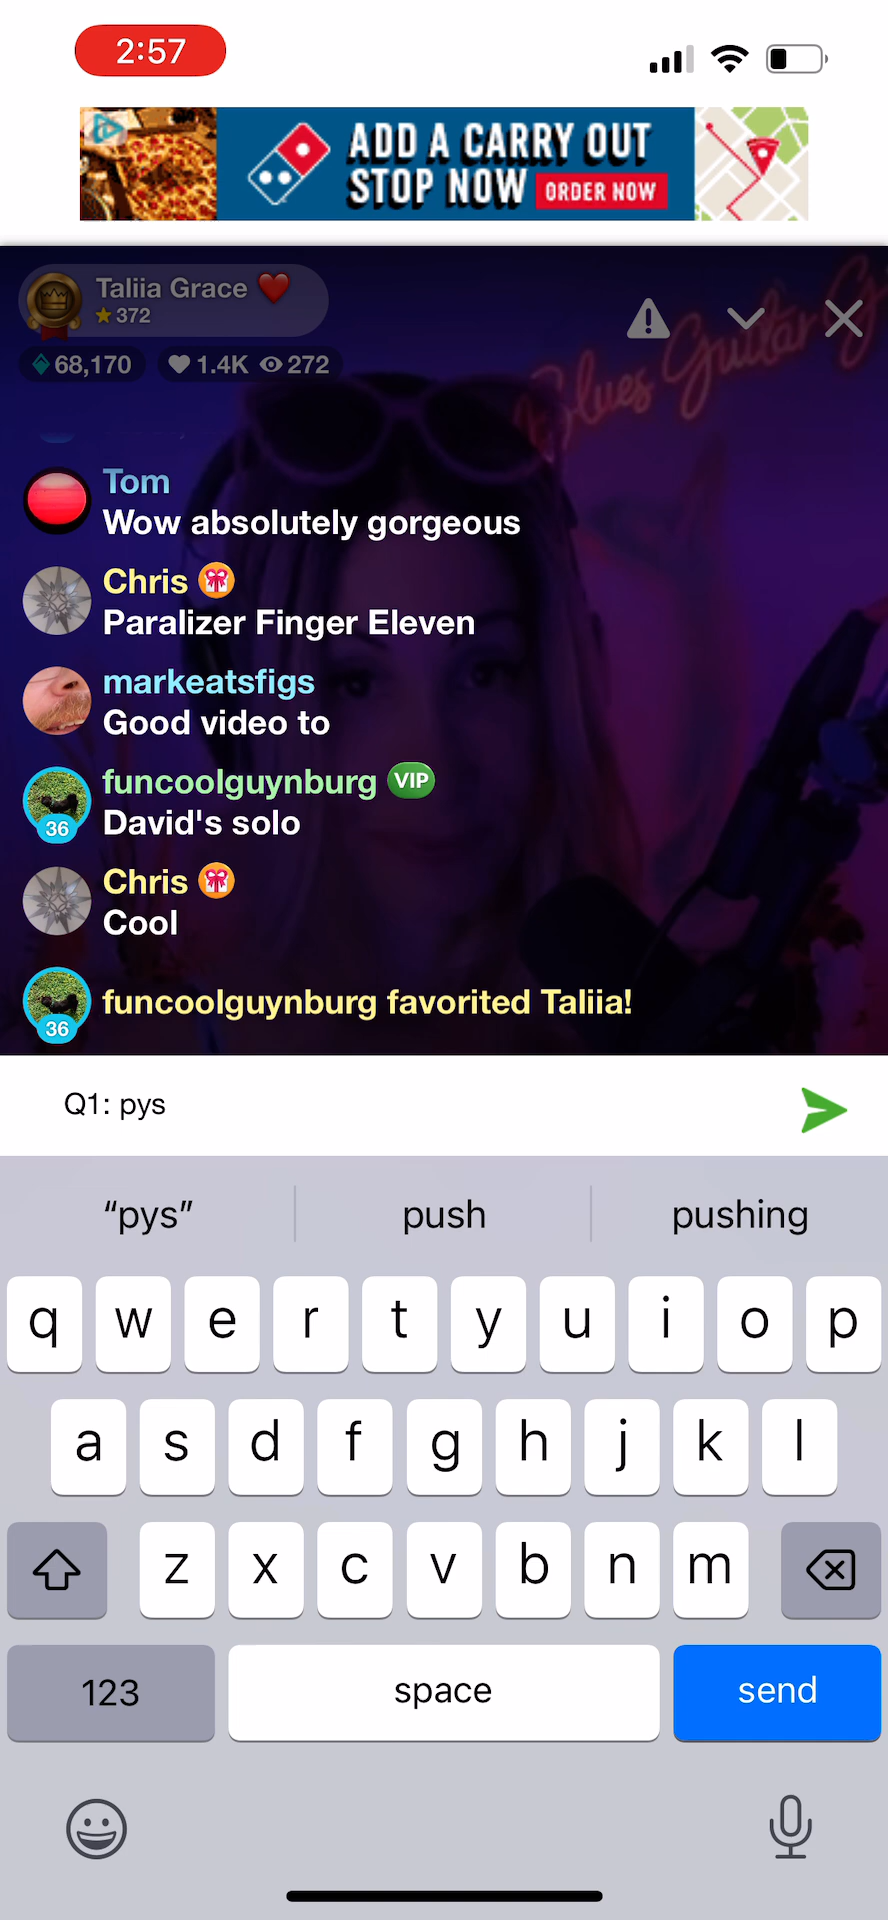 2:57
ADD A CARRY OUT
STOP NOW ORDER NOW
Taliia Grace ❤️
372
68,170 1.4K 272
Blues Guitar G
Tom
Wow absolutely gorgeous
Chris
Paralizer Finger Eleven
markeatsfigs
Good video to
funcoolguynburg VIP
36
David's solo
Chris
Cool
funcoolguynburg favorited Taliia!
36
Q1: pys
“pys” push pushing
q w e r t y u i o p
a s d f g h j k l
z x c v b n m
123 space send